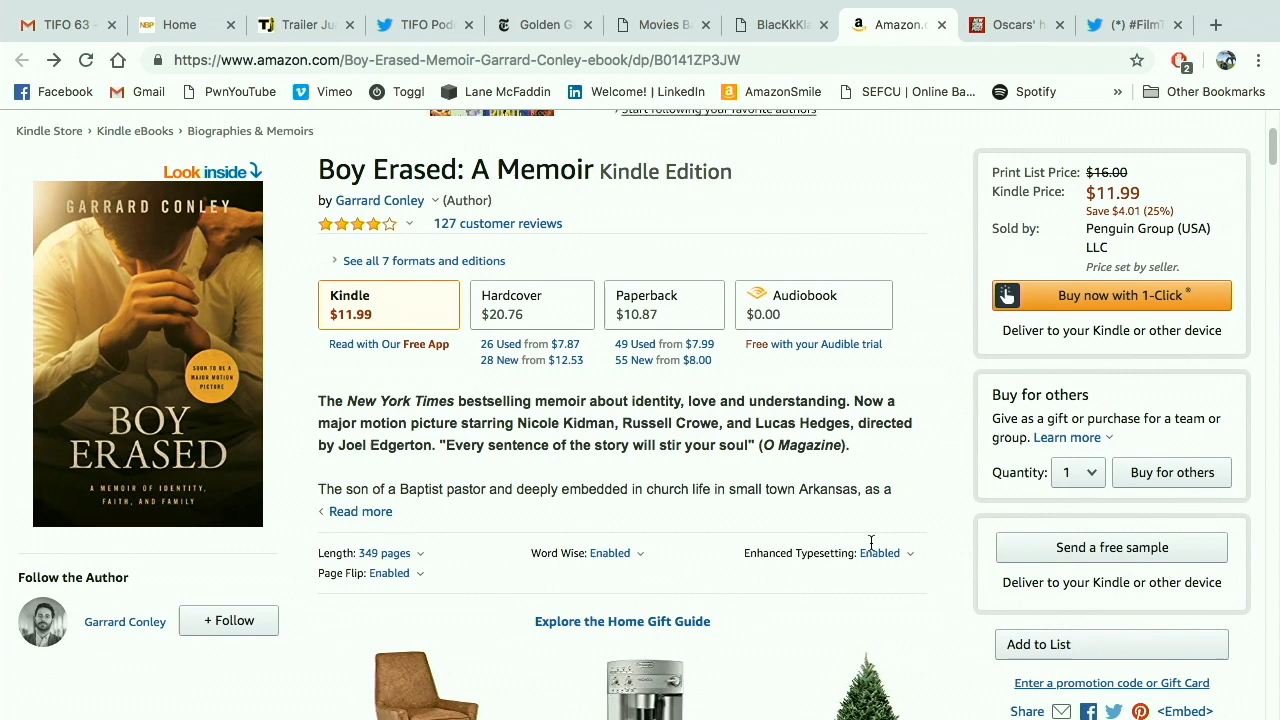 TIFO 63 -
Home
Trailer Ju
TIFO Pod
Golden G
Movies B
BlacKkKla
Amazon.c
Oscars' h
(*) #FilmT
https://www.amazon.com/Boy-Erased-Memoir-Garrard-Conley-ebook/dp/B0141ZP3JW
2
Facebook
Gmail
PwnYouTube
Vimeo
Toggl
Lane McFaddin
Welcome! | LinkedIn
AmazonSmile
SEFCU | Online Ba...
Spotify
»
Other Bookmarks
› Start following your favorite authors
Kindle Store › Kindle eBooks › Biographies & Memoirs
Look inside
GARRARD CONLEY
SOON TO BE A
MAJOR MOTION
PICTURE
BOY
ERASED
A MEMOIR OF IDENTITY,
FAITH, AND FAMILY
Follow the Author
Garrard Conley
+ Follow
Boy Erased: A Memoir Kindle Edition
by Garrard Conley (Author)
127 customer reviews
› See all 7 formats and editions
Kindle
$11.99
Read with Our Free App
Hardcover
$20.76
26 Used from $7.87
28 New from $12.53
Paperback
$10.87
49 Used from $7.99
55 New from $8.00
Audiobook
$0.00
Free with your Audible trial
The New York Times bestselling memoir about identity, love and understanding. Now a
major motion picture starring Nicole Kidman, Russell Crowe, and Lucas Hedges, directed
by Joel Edgerton. "Every sentence of the story will stir your soul" (O Magazine).
The son of a Baptist pastor and deeply embedded in church life in small town Arkansas, as a
‹ Read more
Length: 349 pages
Word Wise: Enabled
Enhanced Typesetting: Enabled
Page Flip: Enabled
Explore the Home Gift Guide
Print List Price: $16.00
Kindle Price: $11.99
Save $4.01 (25%)
Sold by: Penguin Group (USA)
LLC
Price set by seller.
Buy now with 1-Click®
Deliver to your Kindle or other device
Buy for others
Give as a gift or purchase for a team or
group. Learn more
Quantity: 1
Buy for others
Send a free sample
Deliver to your Kindle or other device
Add to List
Enter a promotion code or Gift Card
Share <Embed>